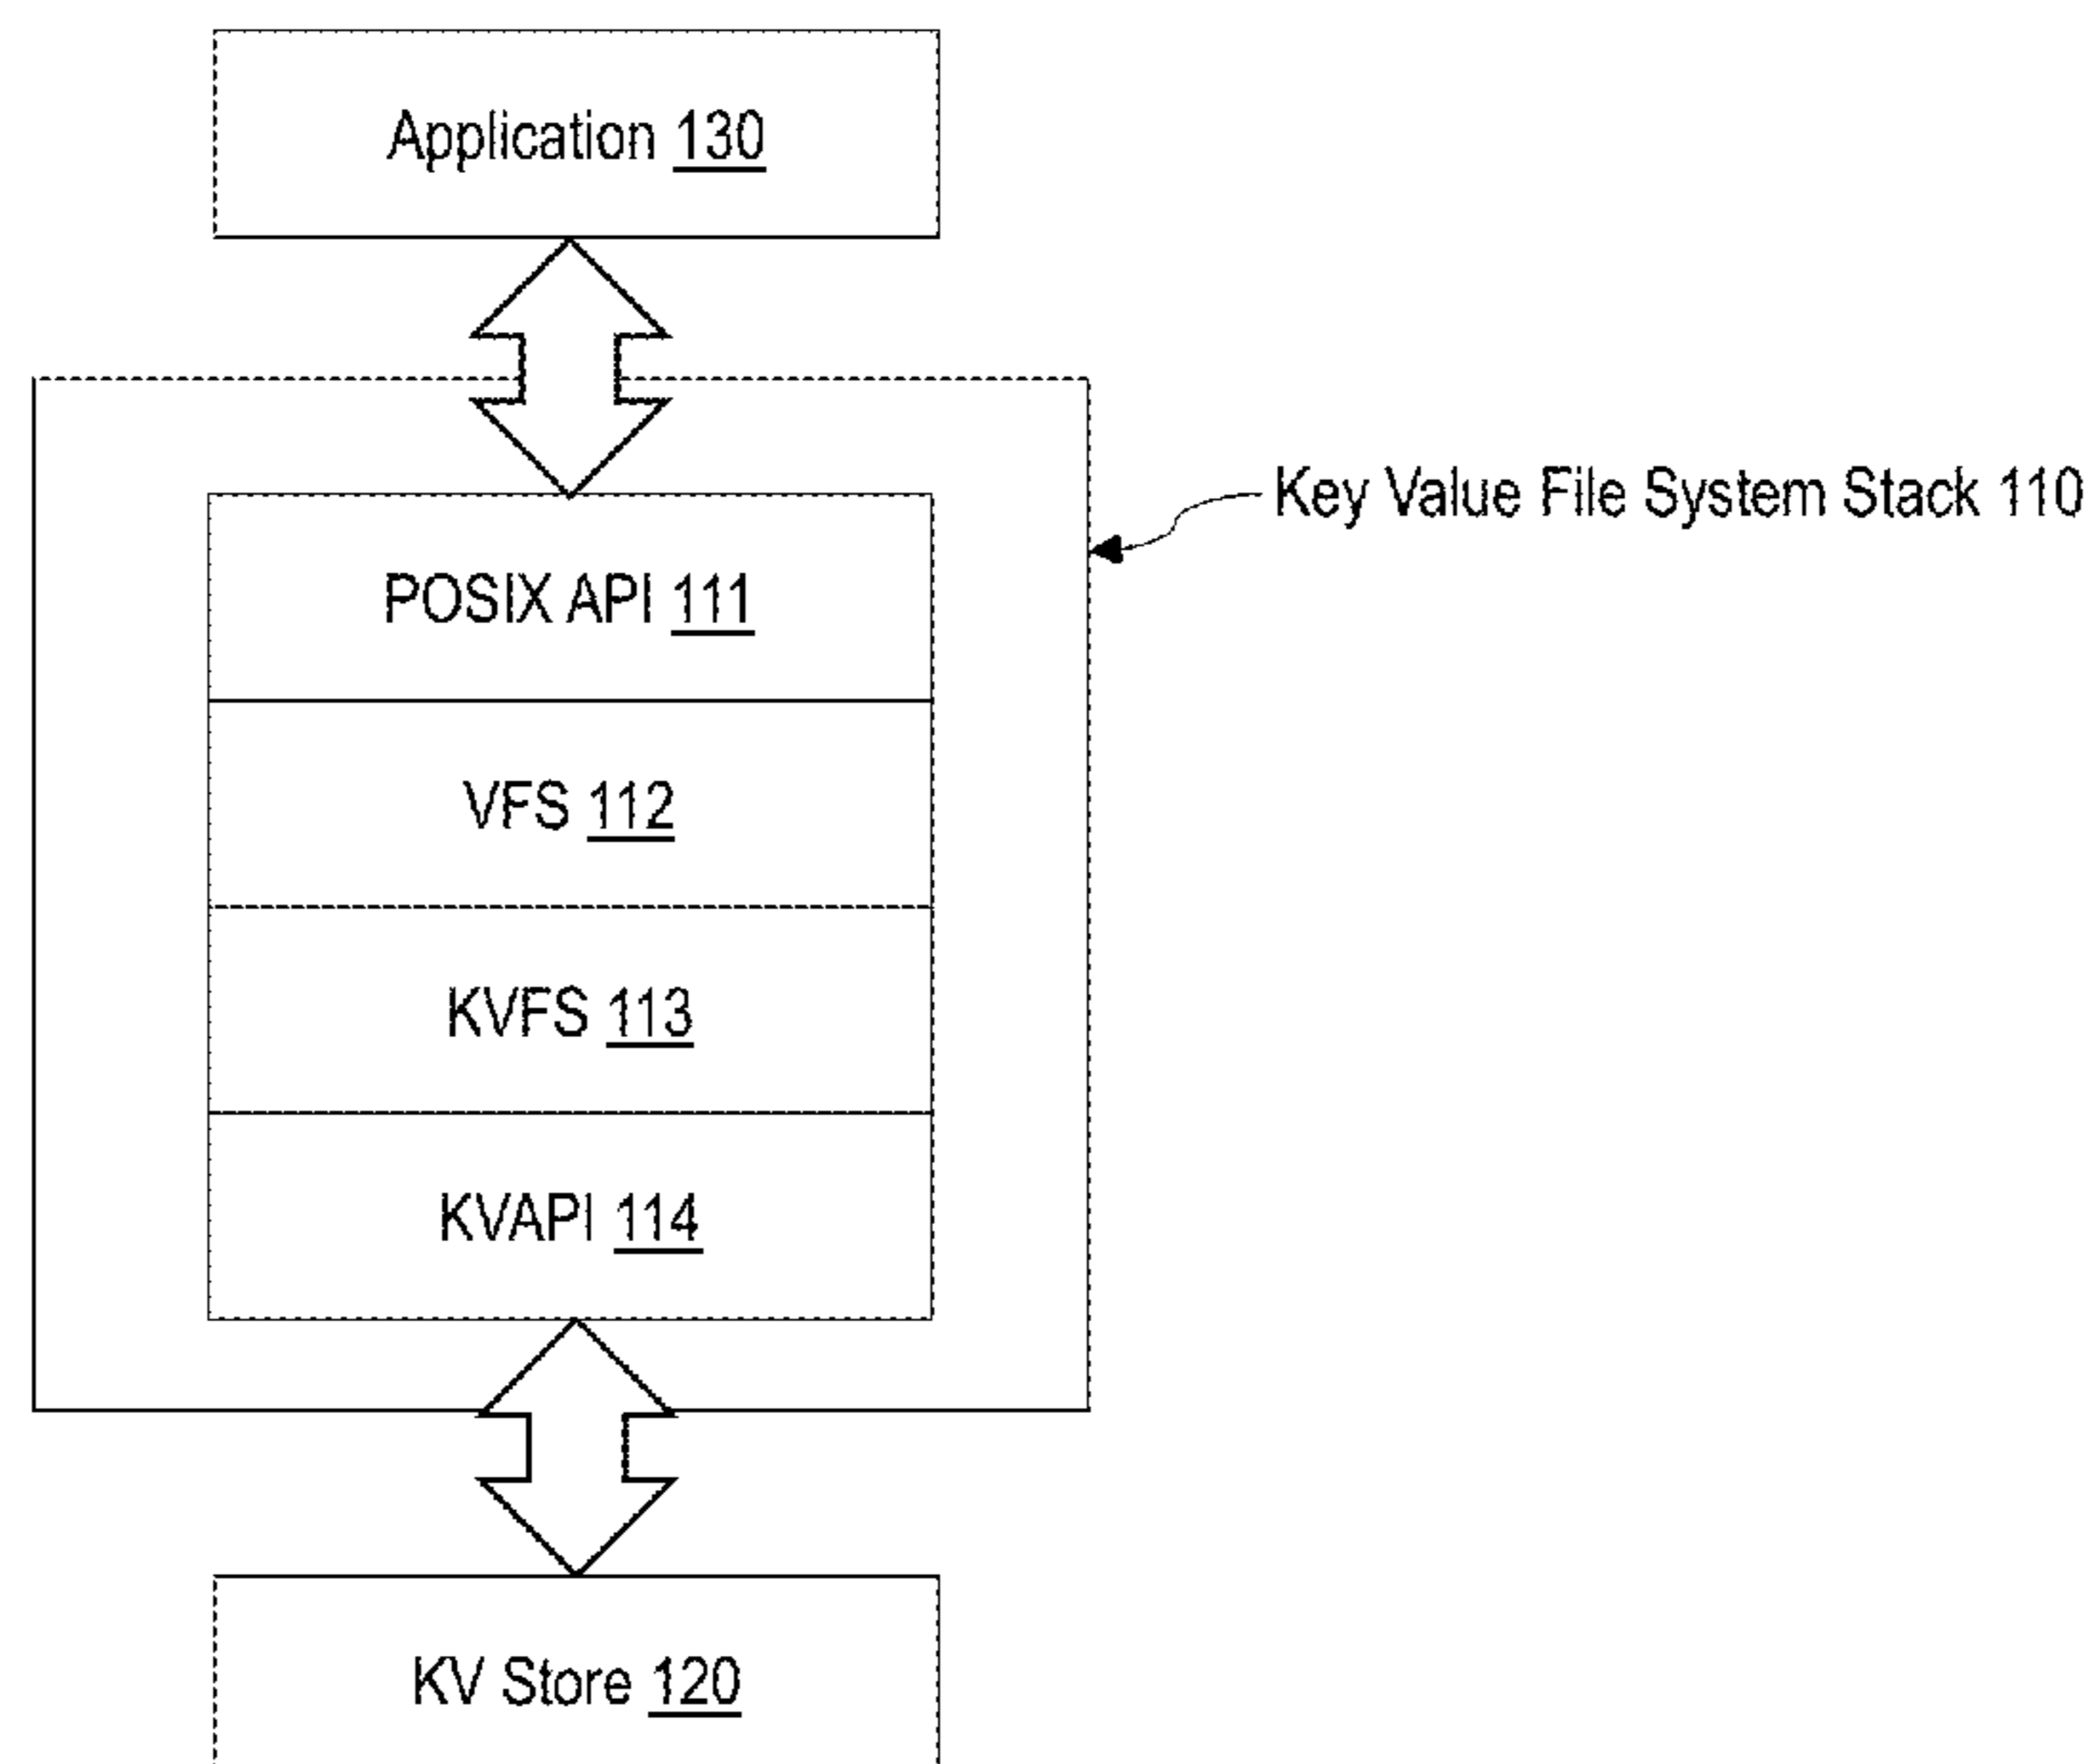 Application 130
Key Value File System Stack 110
POSIX API 111
VFS 112
KVFS 113
KVAPI 114
KV Store 120